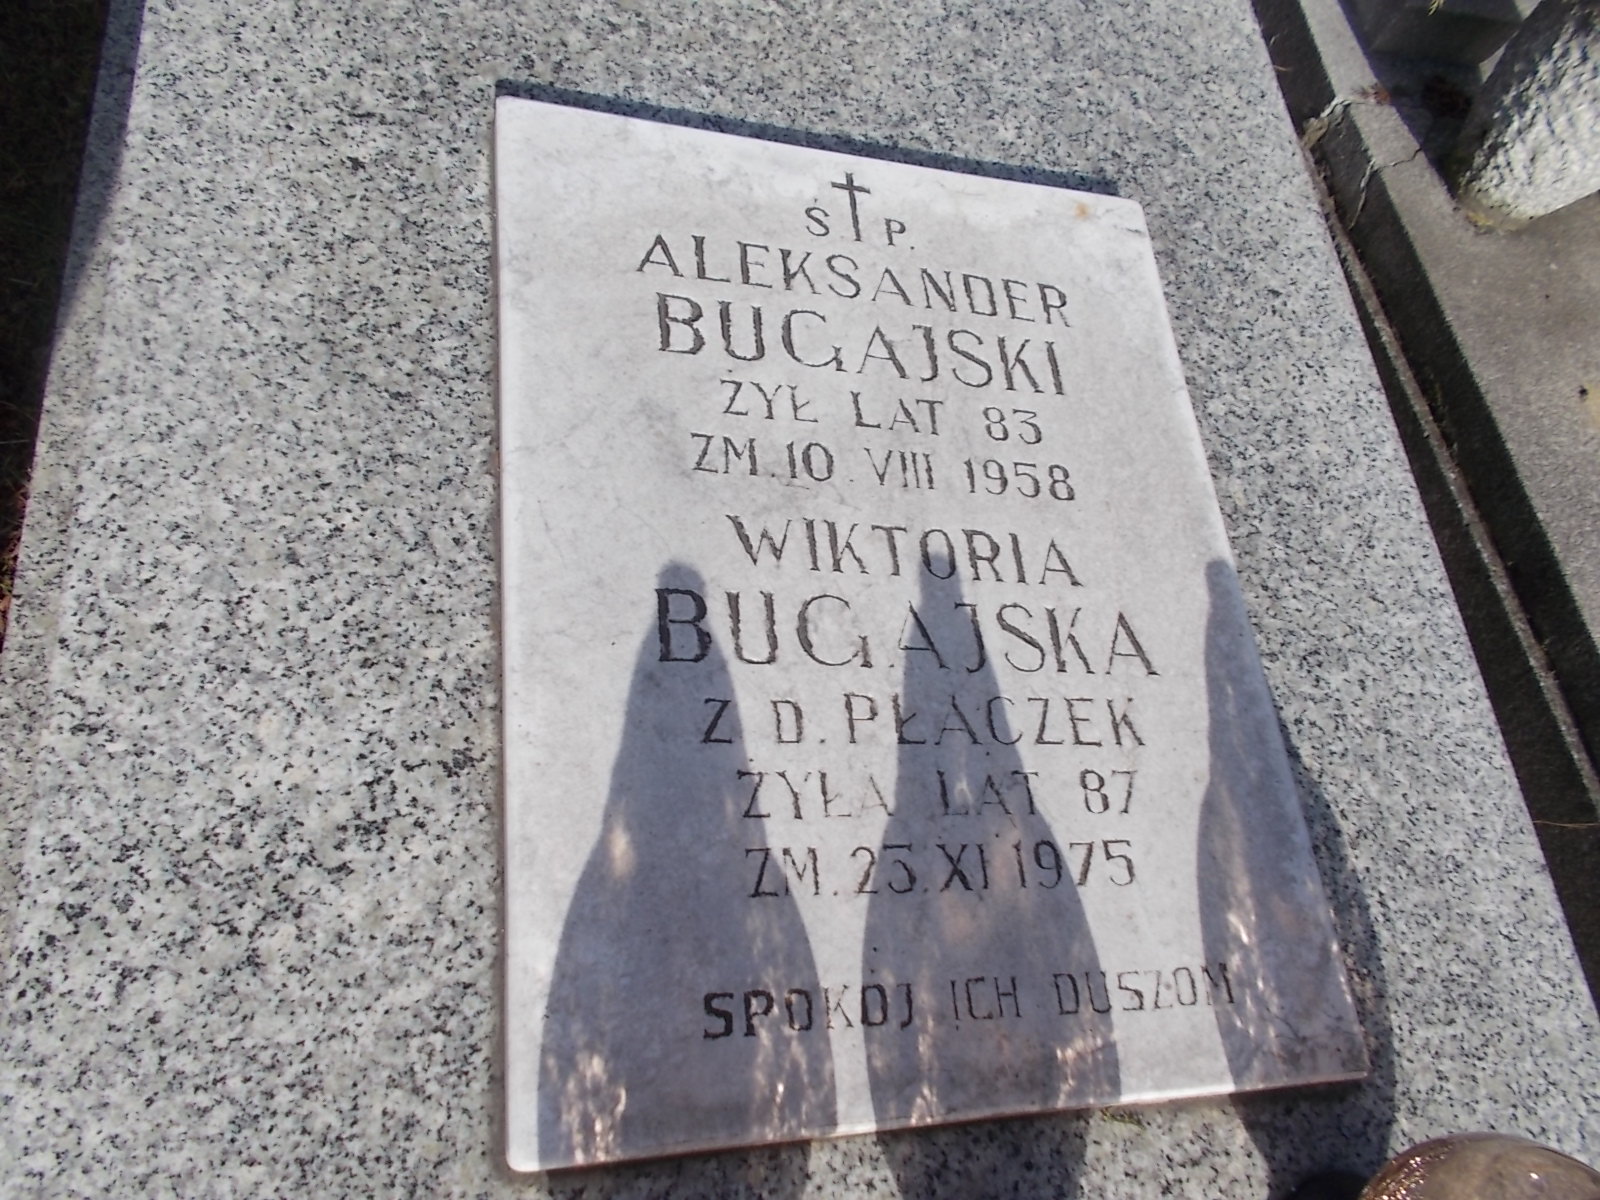 Ś P.
ALEKSANDER
BUGAJSKI
ŻYŁ LAT 83
ZM. 10. VIII 1958
WIKTORIA
BUGAJSKA
Z D. PŁACZEK
ŻYŁA LAT 87
ZM. 25. XI 1975
SPOKÓJ ICH DUSZOM